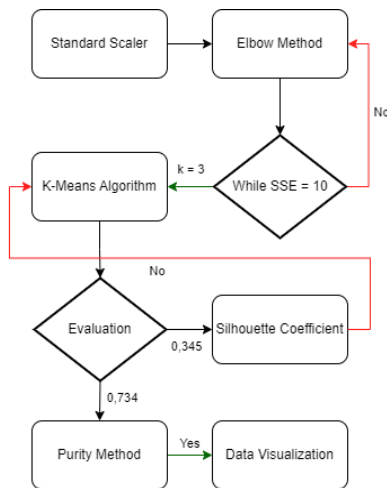 Standard Scaler
Elbow Method
No
k = 3
While SSE = 10
K-Means Algorithm
No
Evaluation
0,345
Silhouette Coefficient
0,734
Purity Method
Yes
Data Visualization